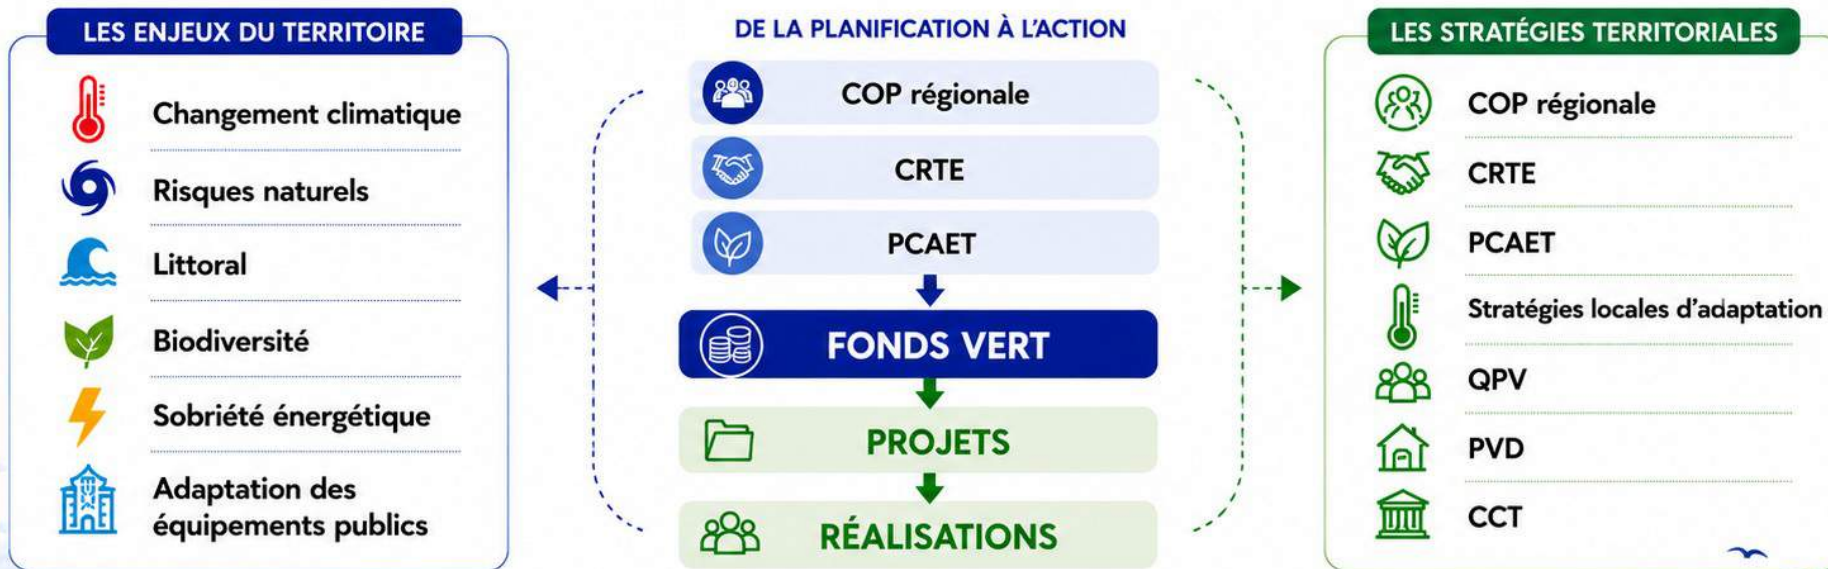 LES ENJEUX DU TERRITOIRE
Changement climatique
Risques naturels
Littoral
Biodiversité
Sobriété énergétique
Adaptation des
équipements publics
DE LA PLANIFICATION À L'ACTION
COP régionale
CRTE
PCAET
FONDS VERT
PROJETS
RÉALISATIONS
LES STRATÉGIES TERRITORIALES
COP régionale
CRTE
PCAET
Stratégies locales d'adaptation
QPV
PVD
CCT